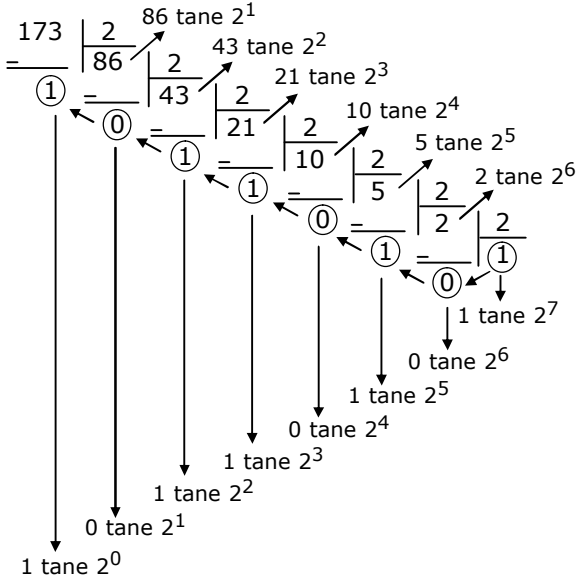 86 tane 2^1
173 2
86
43 tane 2^2
2
43
1
21 tane 2^3
2
21
0
10 tane 2^4
2
10
1
5 tane 2^5
2
5
1
2 tane 2^6
2
2
0
2
1
1
0
1 tane 2^7
0 tane 2^6
1 tane 2^5
0 tane 2^4
1 tane 2^3
1 tane 2^2
0 tane 2^1
1 tane 2^0